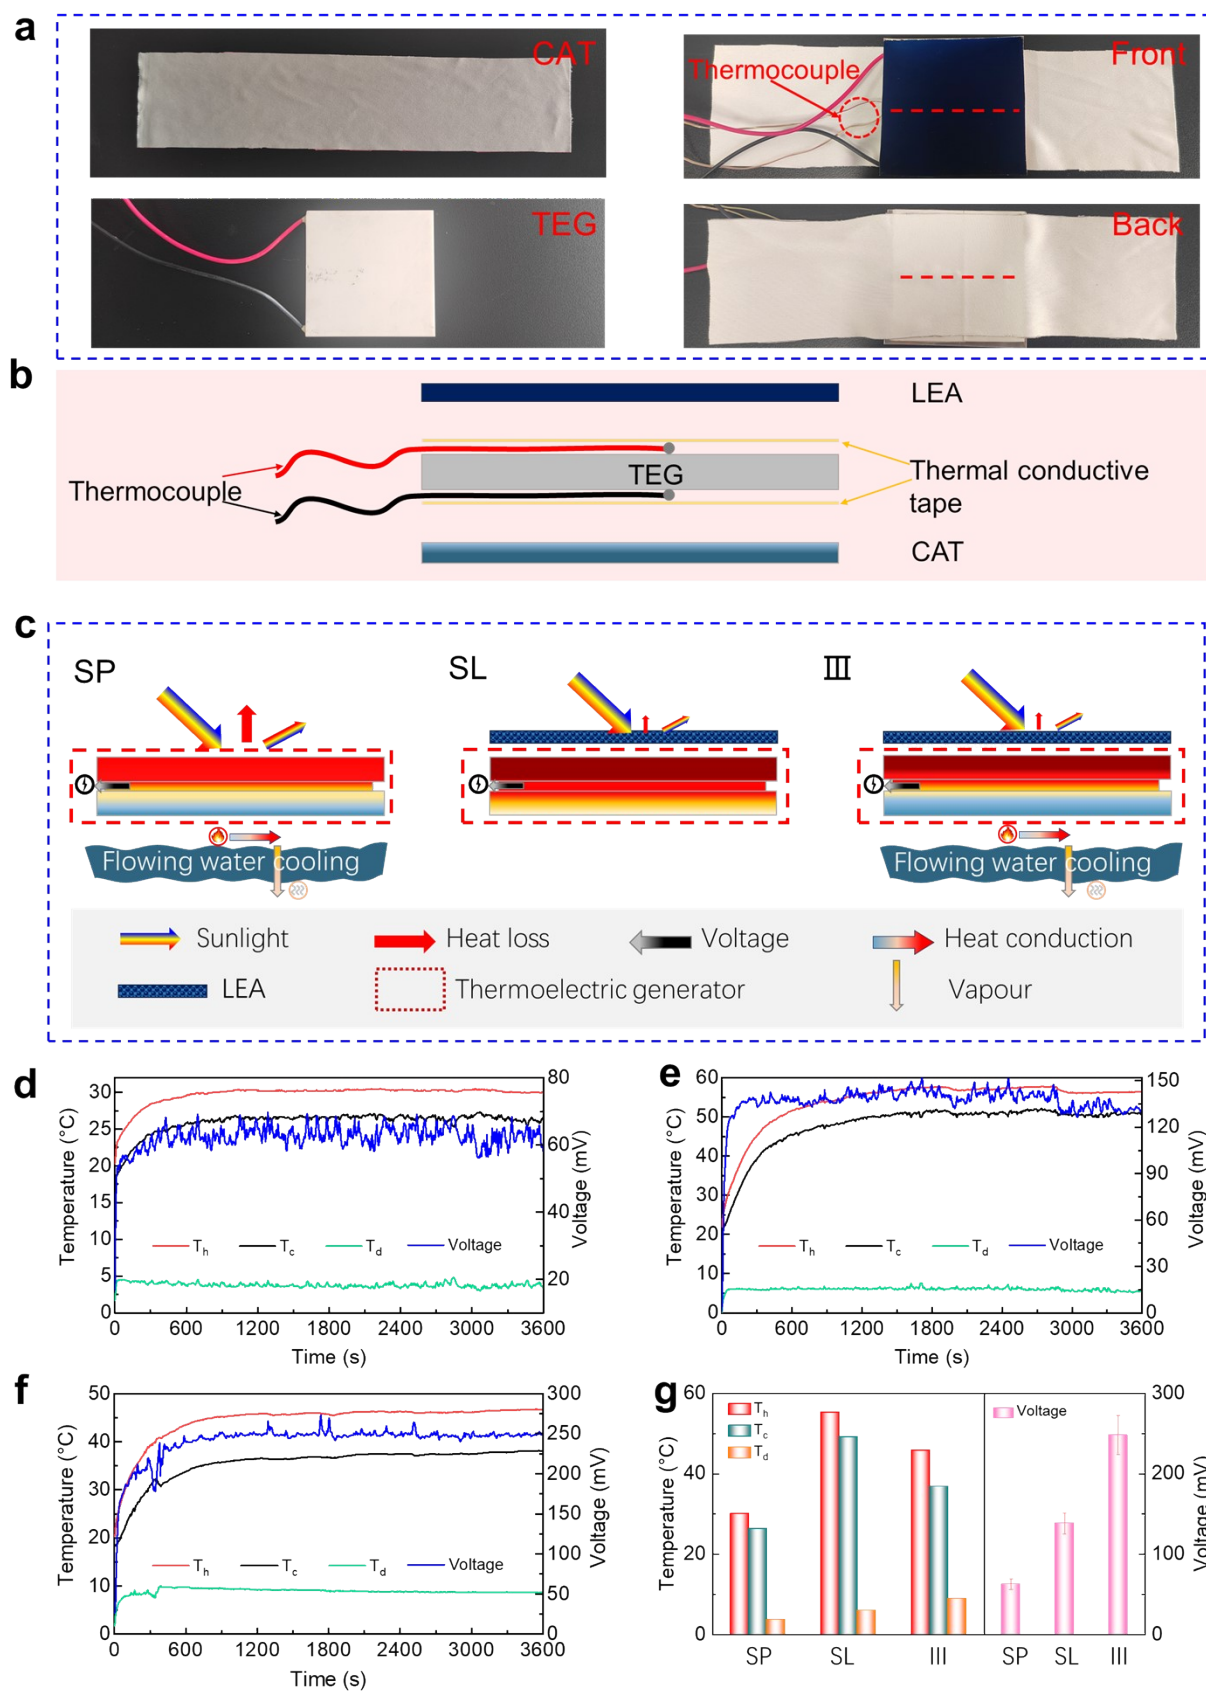 a
CAT
Front
Thermocouple
TEG
Back
b
LEA
TEG
Thermocouple
Thermal conductive
tape
CAT
c
SP
SL
Ⅲ
Flowing water cooling
Flowing water cooling
Sunlight
Heat loss
Voltage
Heat conduction
LEA
Thermoelectric generator
Vapour
d
Temperature (°C)
30
25
20
15
10
5
0
80
60
40
20
0
Voltage (mV)
Th
Tc
Td
Voltage
0 600 1200 1800 2400 3000 3600
Time (s)
e
Temperature (°C)
60
50
40
30
20
10
0
150
120
90
60
30
0
Voltage (mV)
Th
Tc
Td
Voltage
0 600 1200 1800 2400 3000 3600
Time (s)
f
Temperature (°C)
50
40
30
20
10
0
300
250
200
150
100
50
0
Voltage (mV)
Th
Tc
Td
Voltage
0 600 1200 1800 2400 3000 3600
Time (s)
g
Temperature (°C)
60
40
20
0
Th
Tc
Td
Voltage
300
200
100
0
Voltage (mV)
SP SL III SP SL III